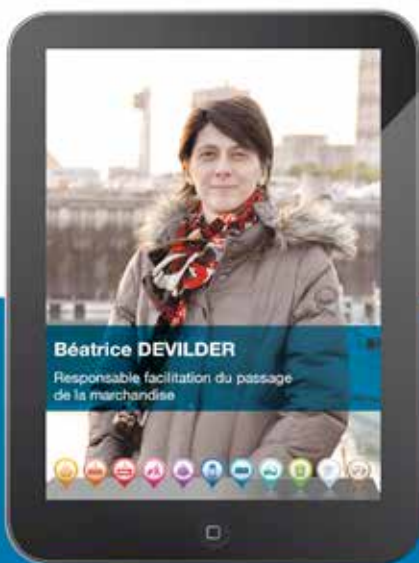 Béatrice DEVILDER
Responsable facilitation du passage
de la marchandise